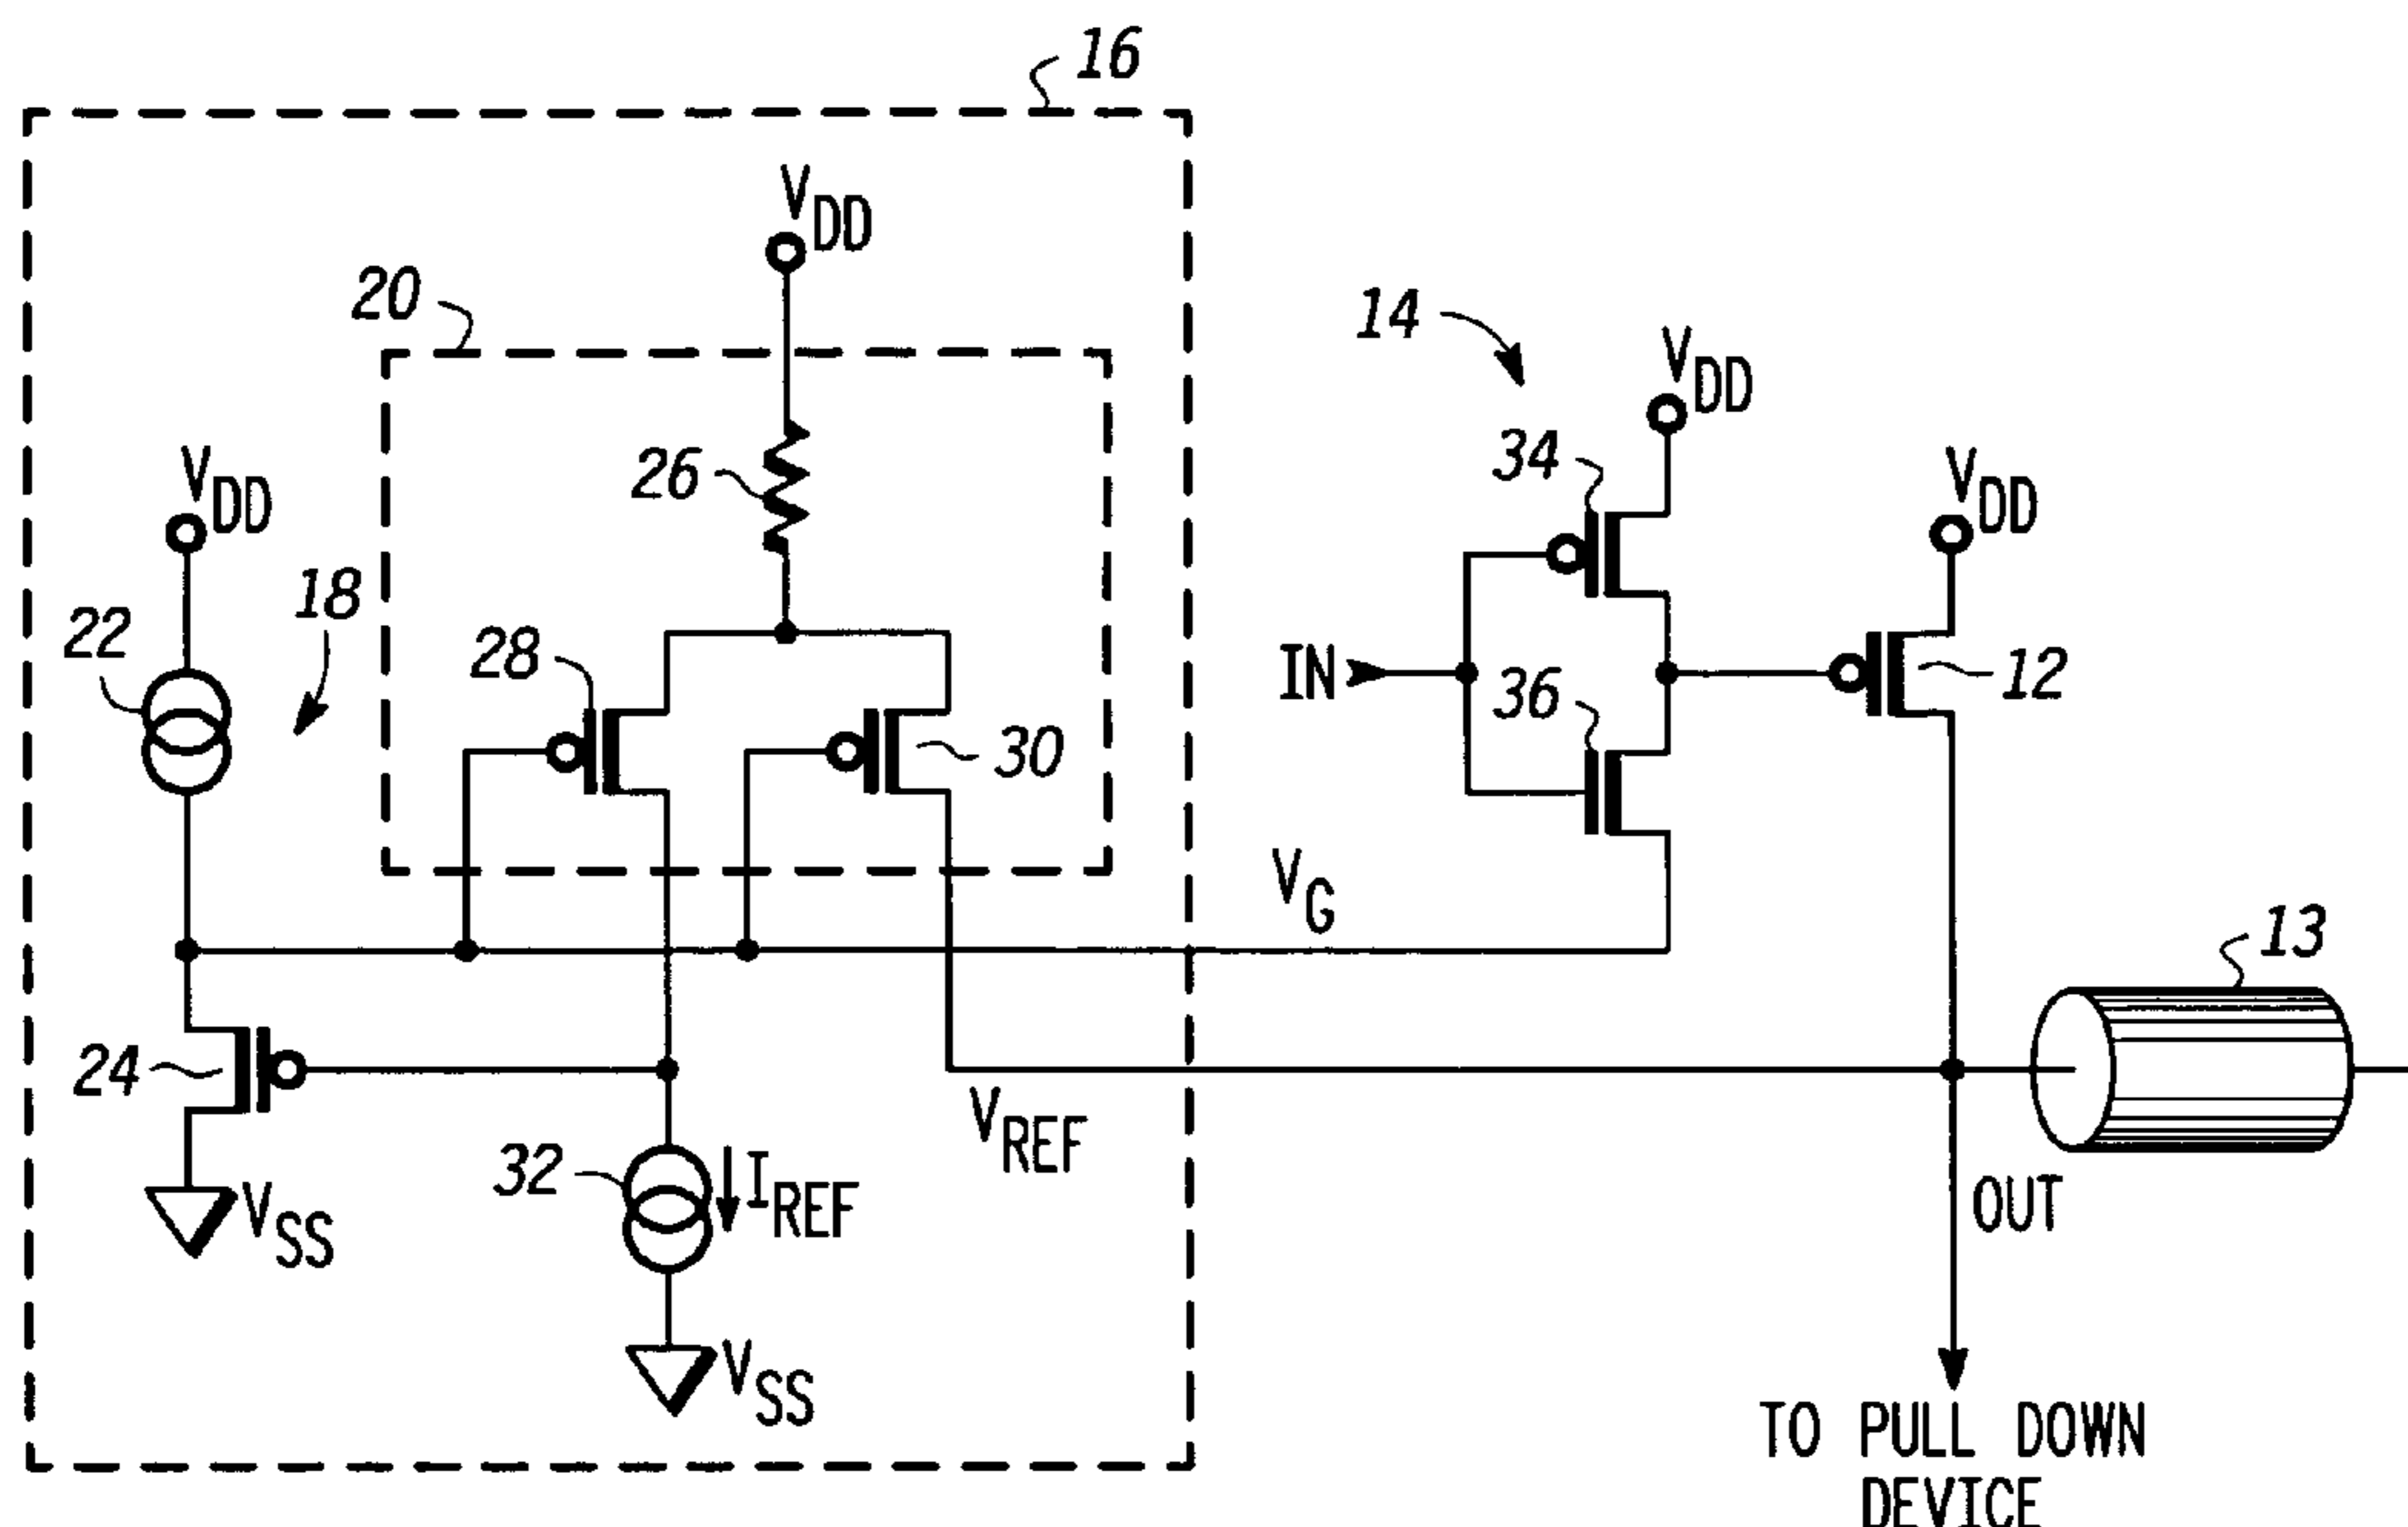 16
VDD
20
14
VDD
34
26
VDD
VDD
18
22
28
IN
36
12
30
VG
13
24
VREF
32
IREF
OUT
VSS
VSS
TO PULL DOWN
DEVICE